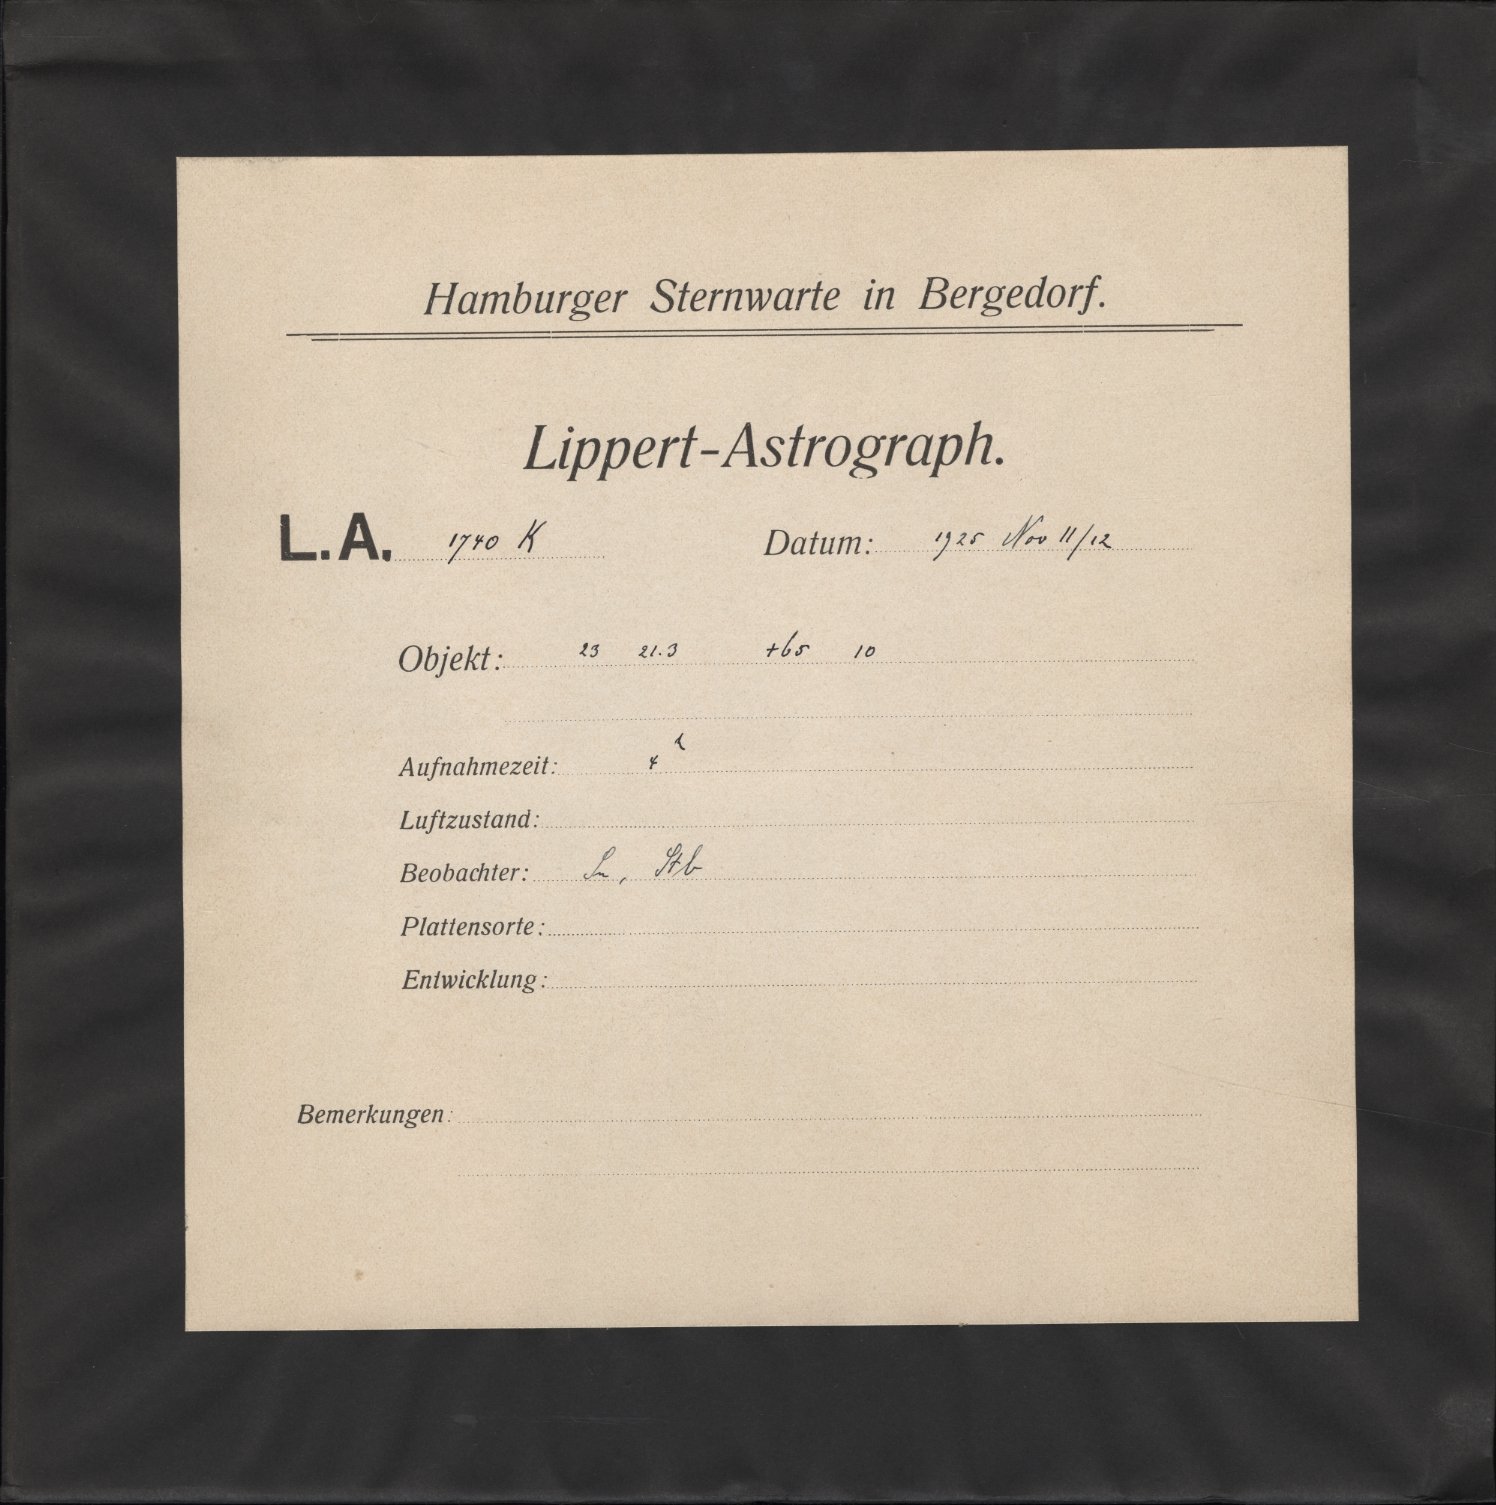 Hamburger Sternwarte in Bergedorf.
Lippert-Astrograph.
L.A. 1740 K Datum: 1925 Nov 11/12
Objekt: 23 21.3 +65 10
Aufnahmezeit: 4 h
Luftzustand:
Beobachter: Stb
Plattensorte:
Entwicklung:
Bemerkungen: